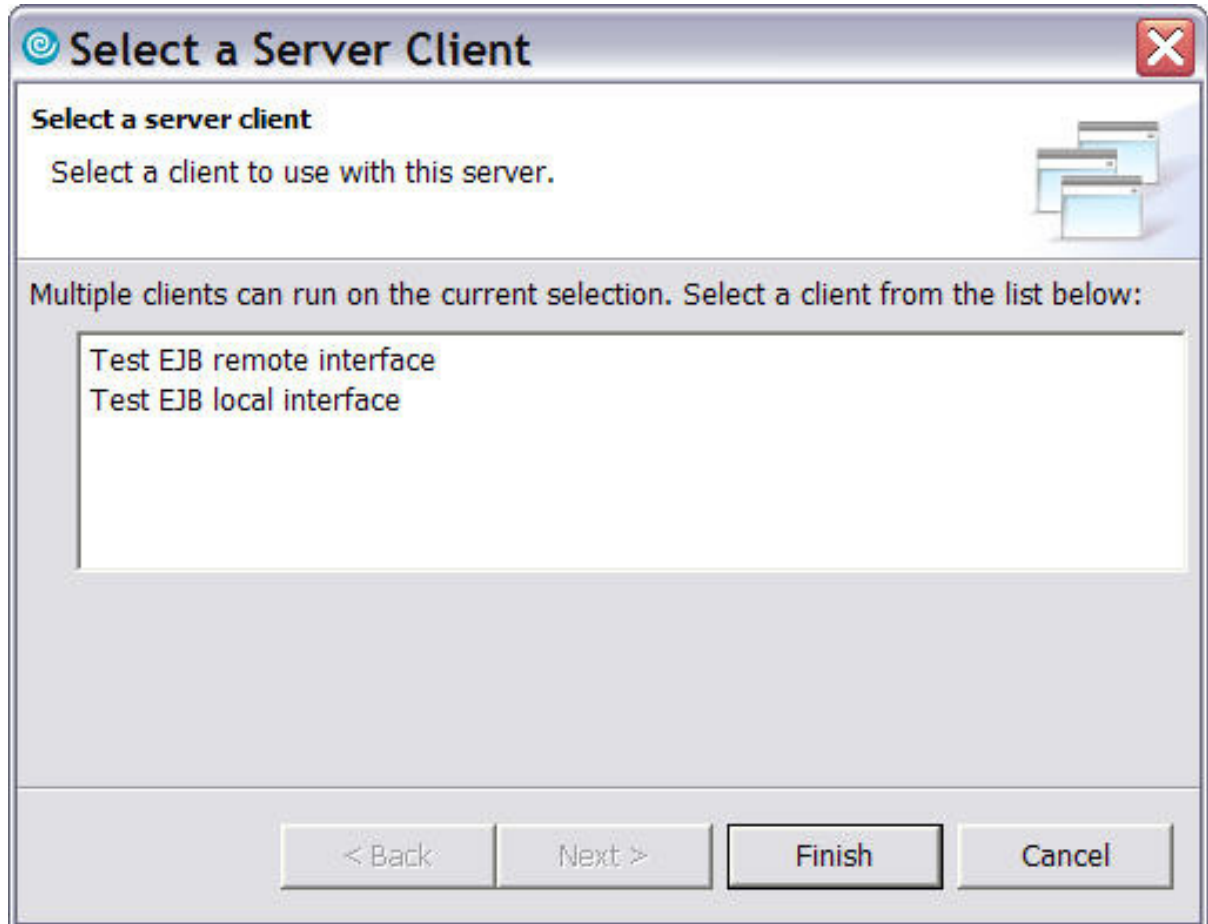 Select a Server Client
Select a server client
Select a client to use with this server.
Multiple clients can run on the current selection. Select a client from the list below:
Test EJB remote interface
Test EJB local interface
< Back
Next >
Finish
Cancel